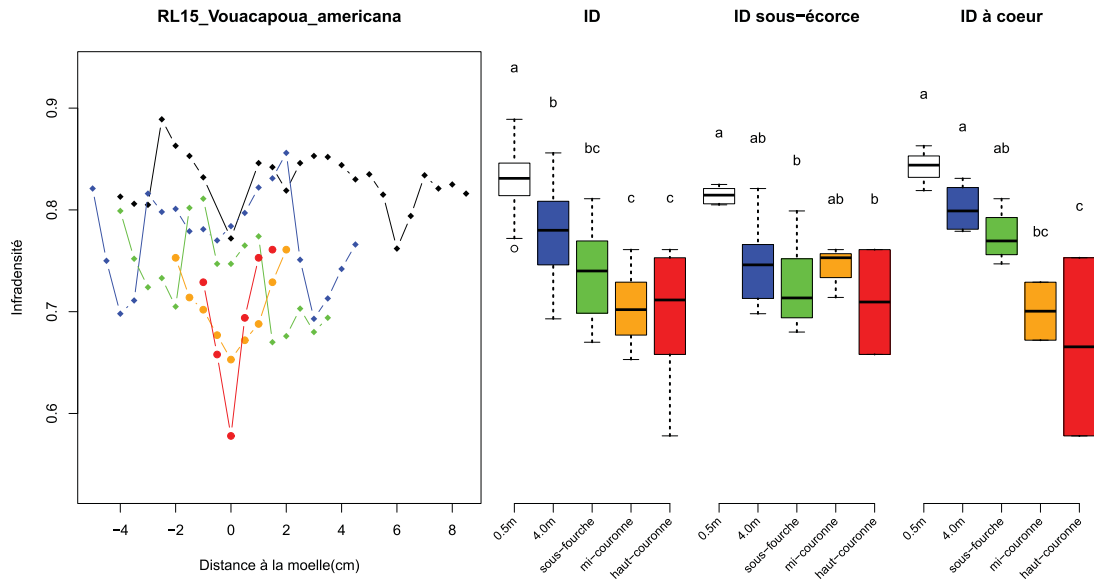 RL15_Vouacapoua_americana
ID
ID sous−écorce
ID à coeur
Infradensité
0.9
0.8
0.7
0.6
−4
−2
0
2
4
6
8
Distance à la moelle(cm)
a
b
bc
c
c
0.5m
4.0m
sous−fourche
mi−couronne
haut−couronne
a
ab
b
ab
b
0.5m
4.0m
sous−fourche
mi−couronne
haut−couronne
a
a
ab
bc
c
0.5m
4.0m
sous−fourche
mi−couronne
haut−couronne